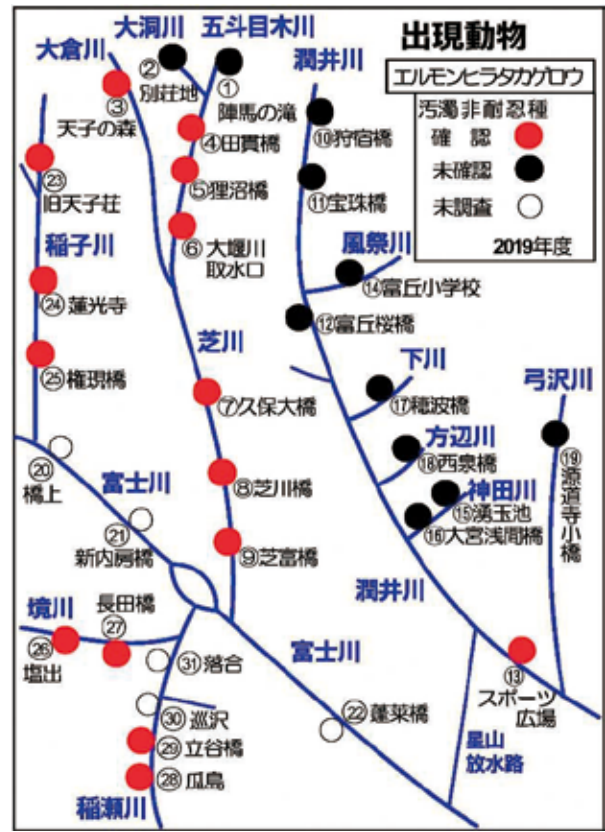 出現動物
エルモンヒラタカゲロウ
汚濁非耐忍種
確 認
未確認
未調査
2019年度
大倉川
大洞川
五斗目木川
潤井川
②
別荘地
①
陣馬の滝
③
天子の森
④田貫橋
⑤狸沼橋
⑥大堰川
取水口
⑩狩宿橋
⑪宝珠橋
風祭川
⑭富丘小学校
⑫富丘桜橋
㉓
旧天子荘
稲子川
㉔蓮光寺
㉕権現橋
芝川
⑦久保大橋
⑧芝川橋
⑨芝富橋
下川
⑰穂波橋
方辺川
⑱西泉橋
神田川
⑮湧玉池
⑯大宮浅間橋
弓沢川
⑲源道寺小橋
⑳
橋上
富士川
㉑
新内房橋
潤井川
境川
長田橋
㉗
㉖
塩出
㉛落合
富士川
㉚巡沢
㉙立谷橋
㉘瓜島
稲瀬川
㉒蓬莱橋
⑬
スポーツ
広場
星山
放水路